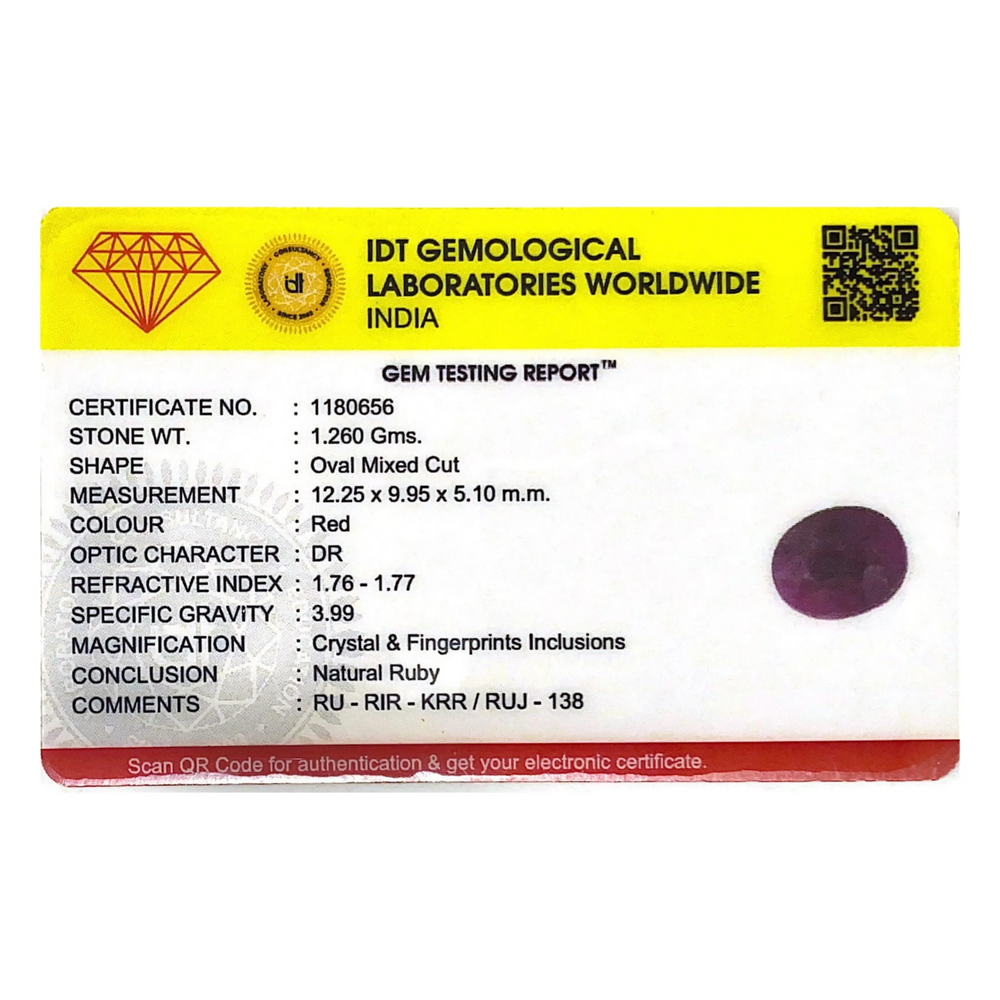 IDT GEMOLOGICAL
LABORATORIES WORLDWIDE
INDIA
idt
CONSULTANCY
SINCE
GEM TESTING REPORT™
CERTIFICATE NO. : 1180656
STONE WT. : 1.260 Gms.
SHAPE : Oval Mixed Cut
MEASUREMENT : 12.25 x 9.95 x 5.10 m.m.
COLOUR : Red
OPTIC CHARACTER : DR
REFRACTIVE INDEX : 1.76 - 1.77
SPECIFIC GRAVITY : 3.99
MAGNIFICATION : Crystal & Fingerprints Inclusions
CONCLUSION : Natural Ruby
COMMENTS : RU - RIR - KRR / RUJ - 138
Scan QR Code for authentication & get your electronic certificate.